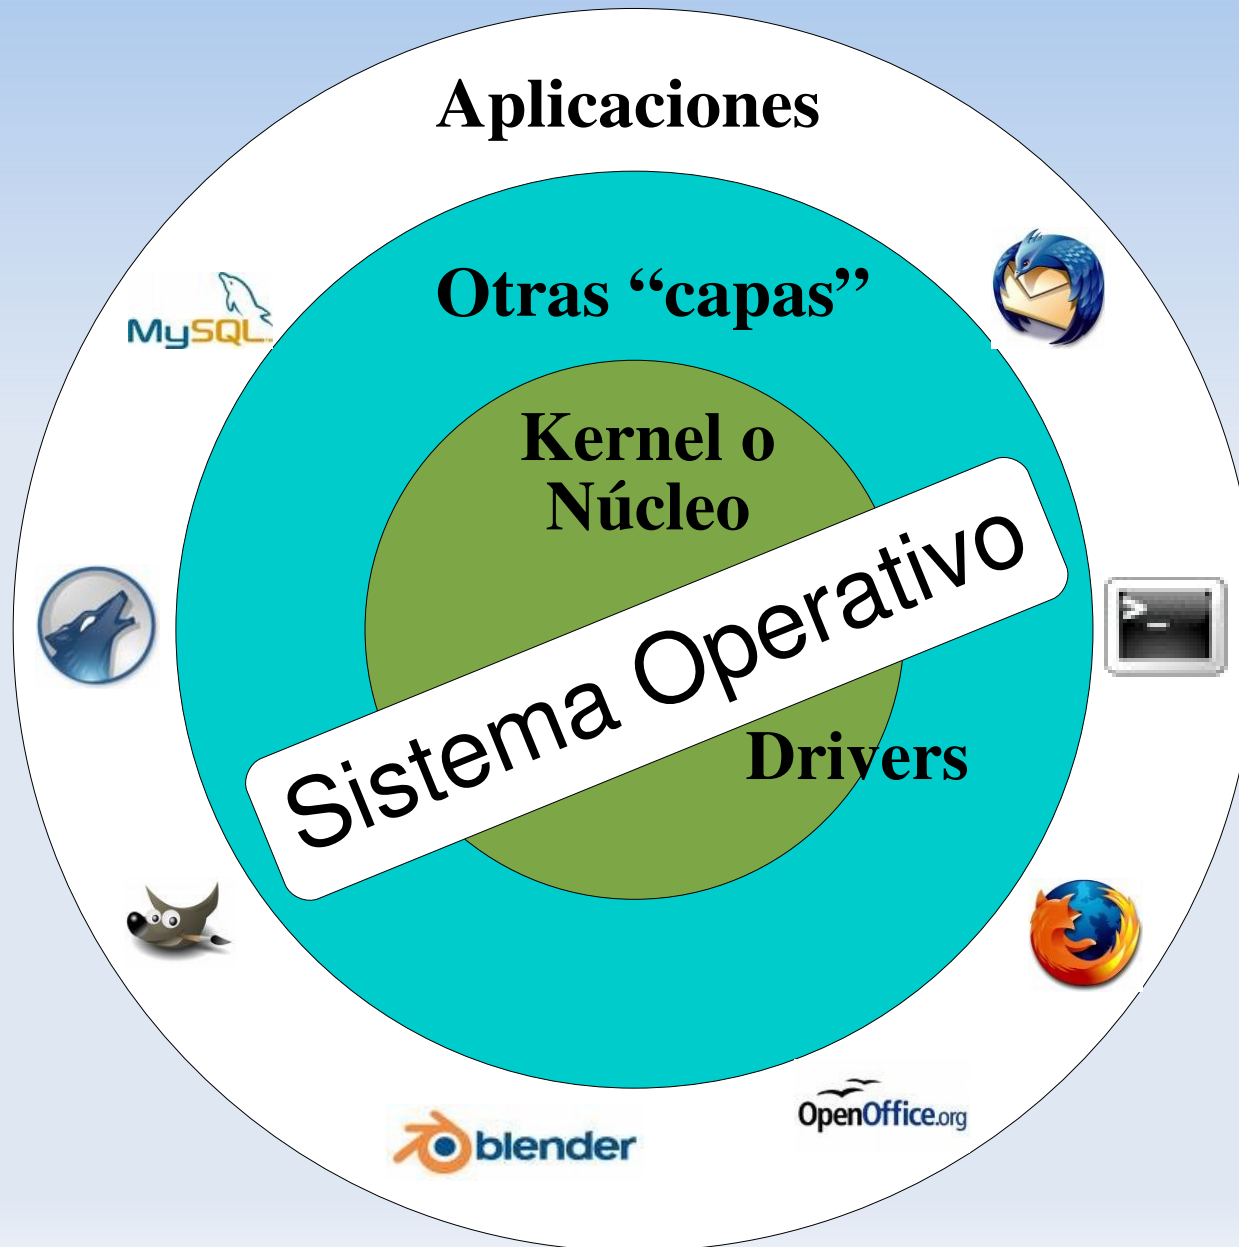 Aplicaciones
Otras “capas”
MySQL
Kernel o
Núcleo
Sistema Operativo
>_
Drivers
OpenOffice.org
blender